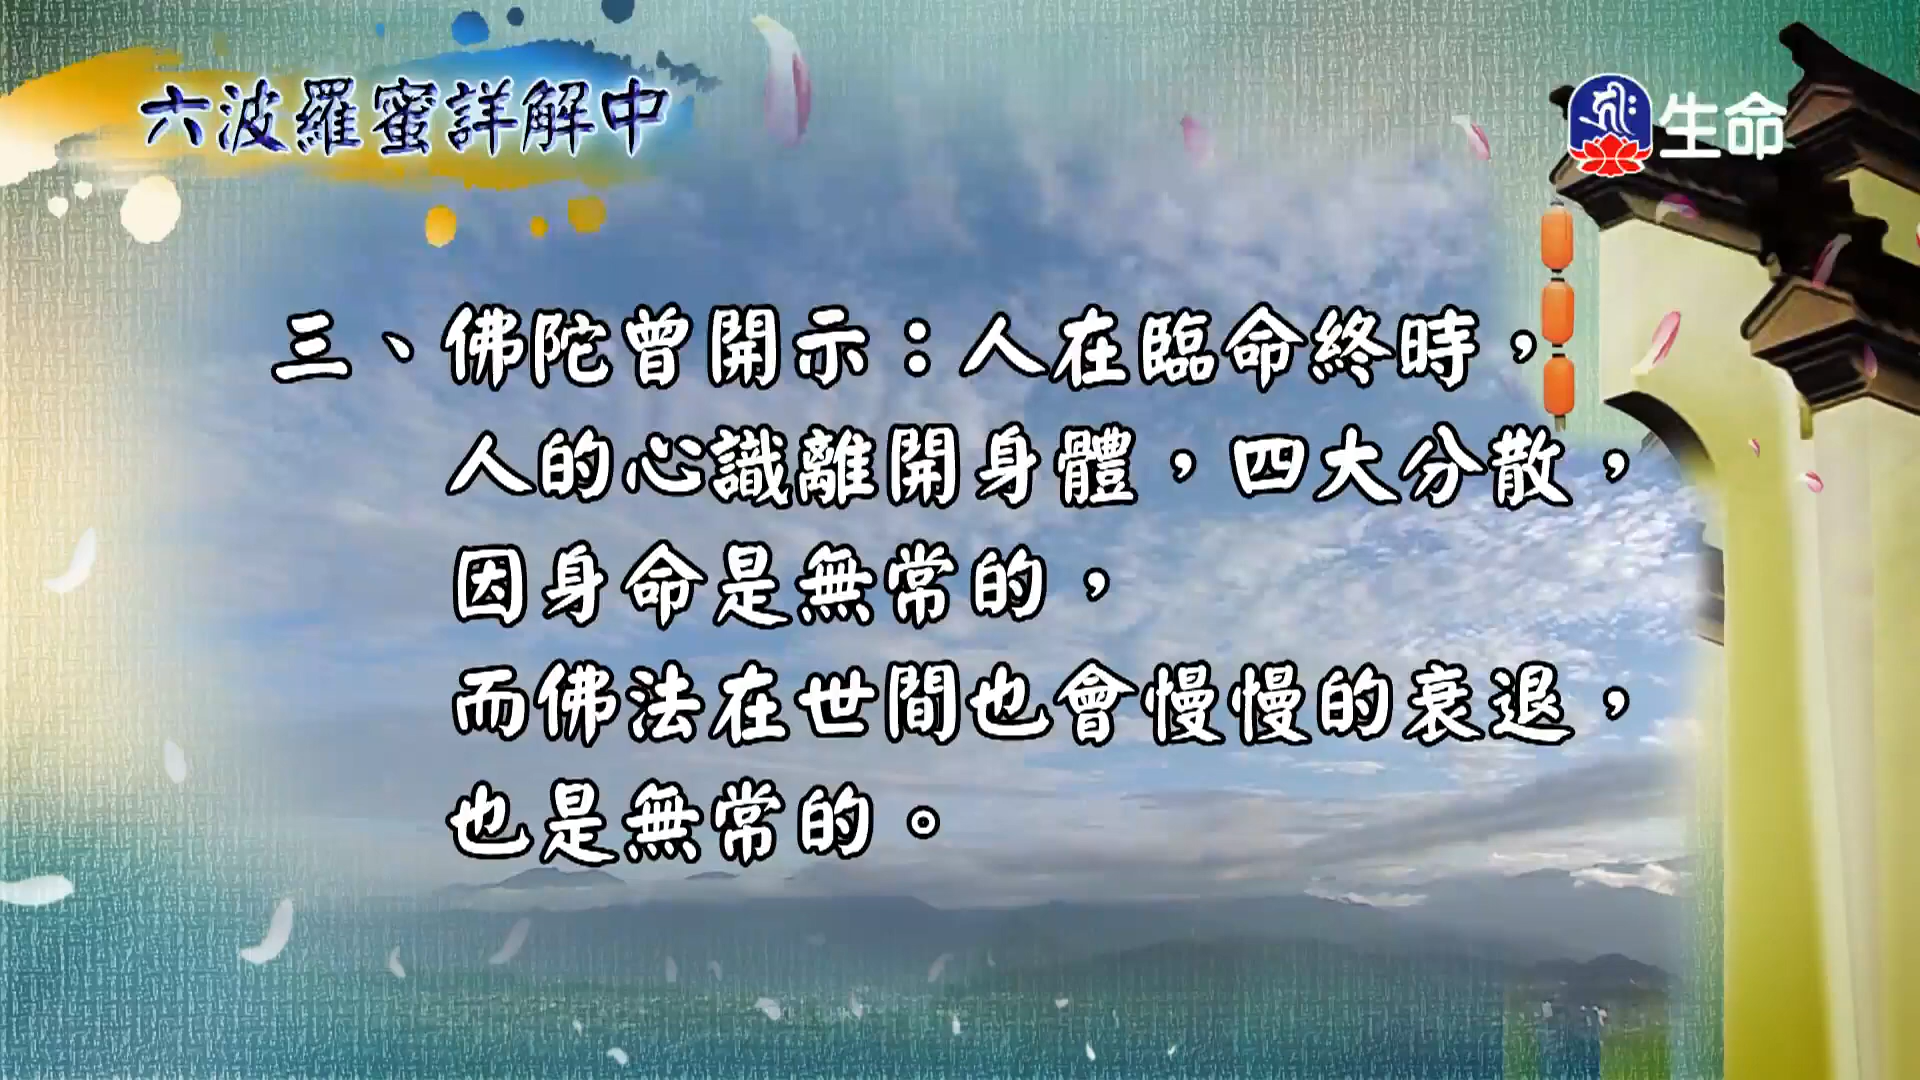 六波羅蜜詳解中
生命
三、佛陀曾開示：人在臨命終時，
人的心識離開身體，四大分散，
因身命是無常的，
而佛法在世間也會慢慢的衰退，
也是無常的。